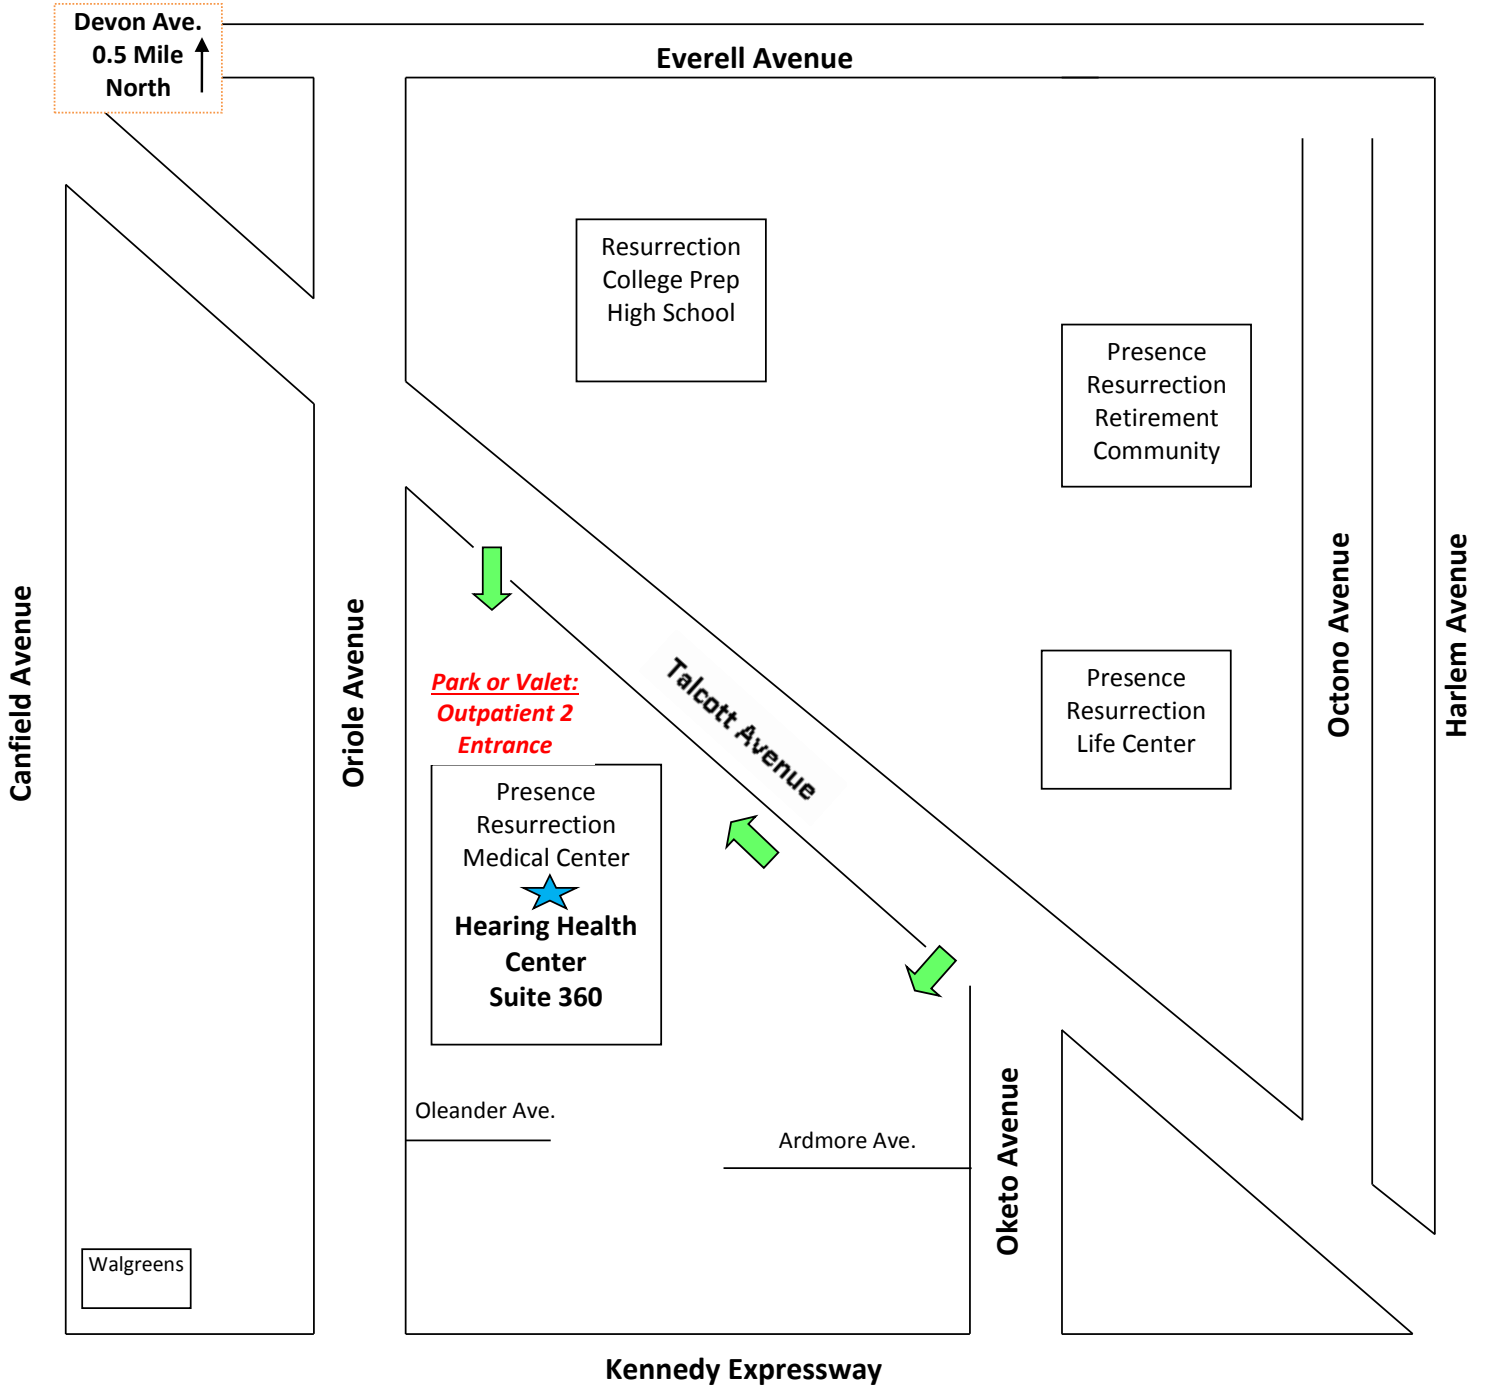 Devon Ave.
0.5 Mile
North
Everell Avenue
Resurrection
College Prep
High School
Presence
Resurrection
Retirement
Community
Canfield Avenue
Oriole Avenue
Park or Valet:
Outpatient 2
Entrance
Talcott Avenue
Presence
Resurrection
Life Center
Octono Avenue
Harlem Avenue
Presence
Resurrection
Medical Center
Hearing Health
Center
Suite 360
Oleander Ave.
Ardmore Ave.
Oketo Avenue
Walgreens
Kennedy Expressway